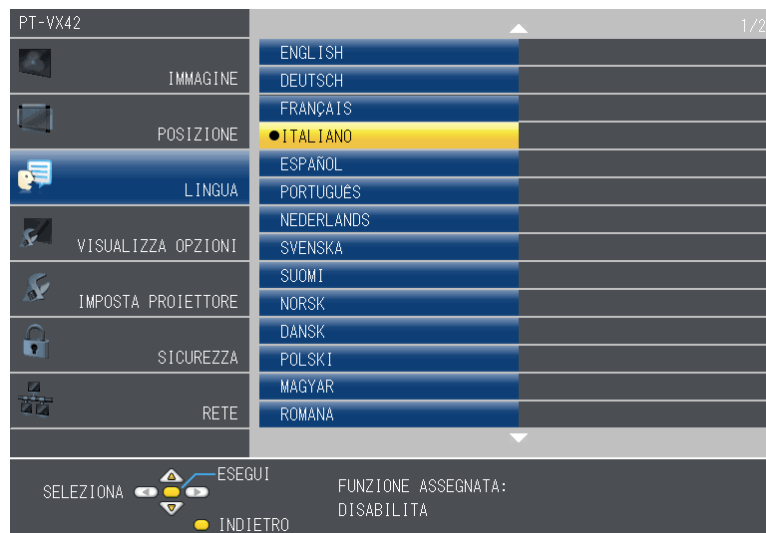 PT-VX42
1/2
IMMAGINE
POSIZIONE
LINGUA
VISUALIZZA OPZIONI
IMPOSTA PROIETTORE
SICUREZZA
RETE
ENGLISH
DEUTSCH
FRANÇAIS
●ITALIANO
ESPAÑOL
PORTUGUÊS
NEDERLANDS
SVENSKA
SUOMI
NORSK
DANSK
POLSKI
MAGYAR
ROMANA
SELEZIONA
ESEGUI
INDIETRO
FUNZIONE ASSEGNATA:
DISABILITA